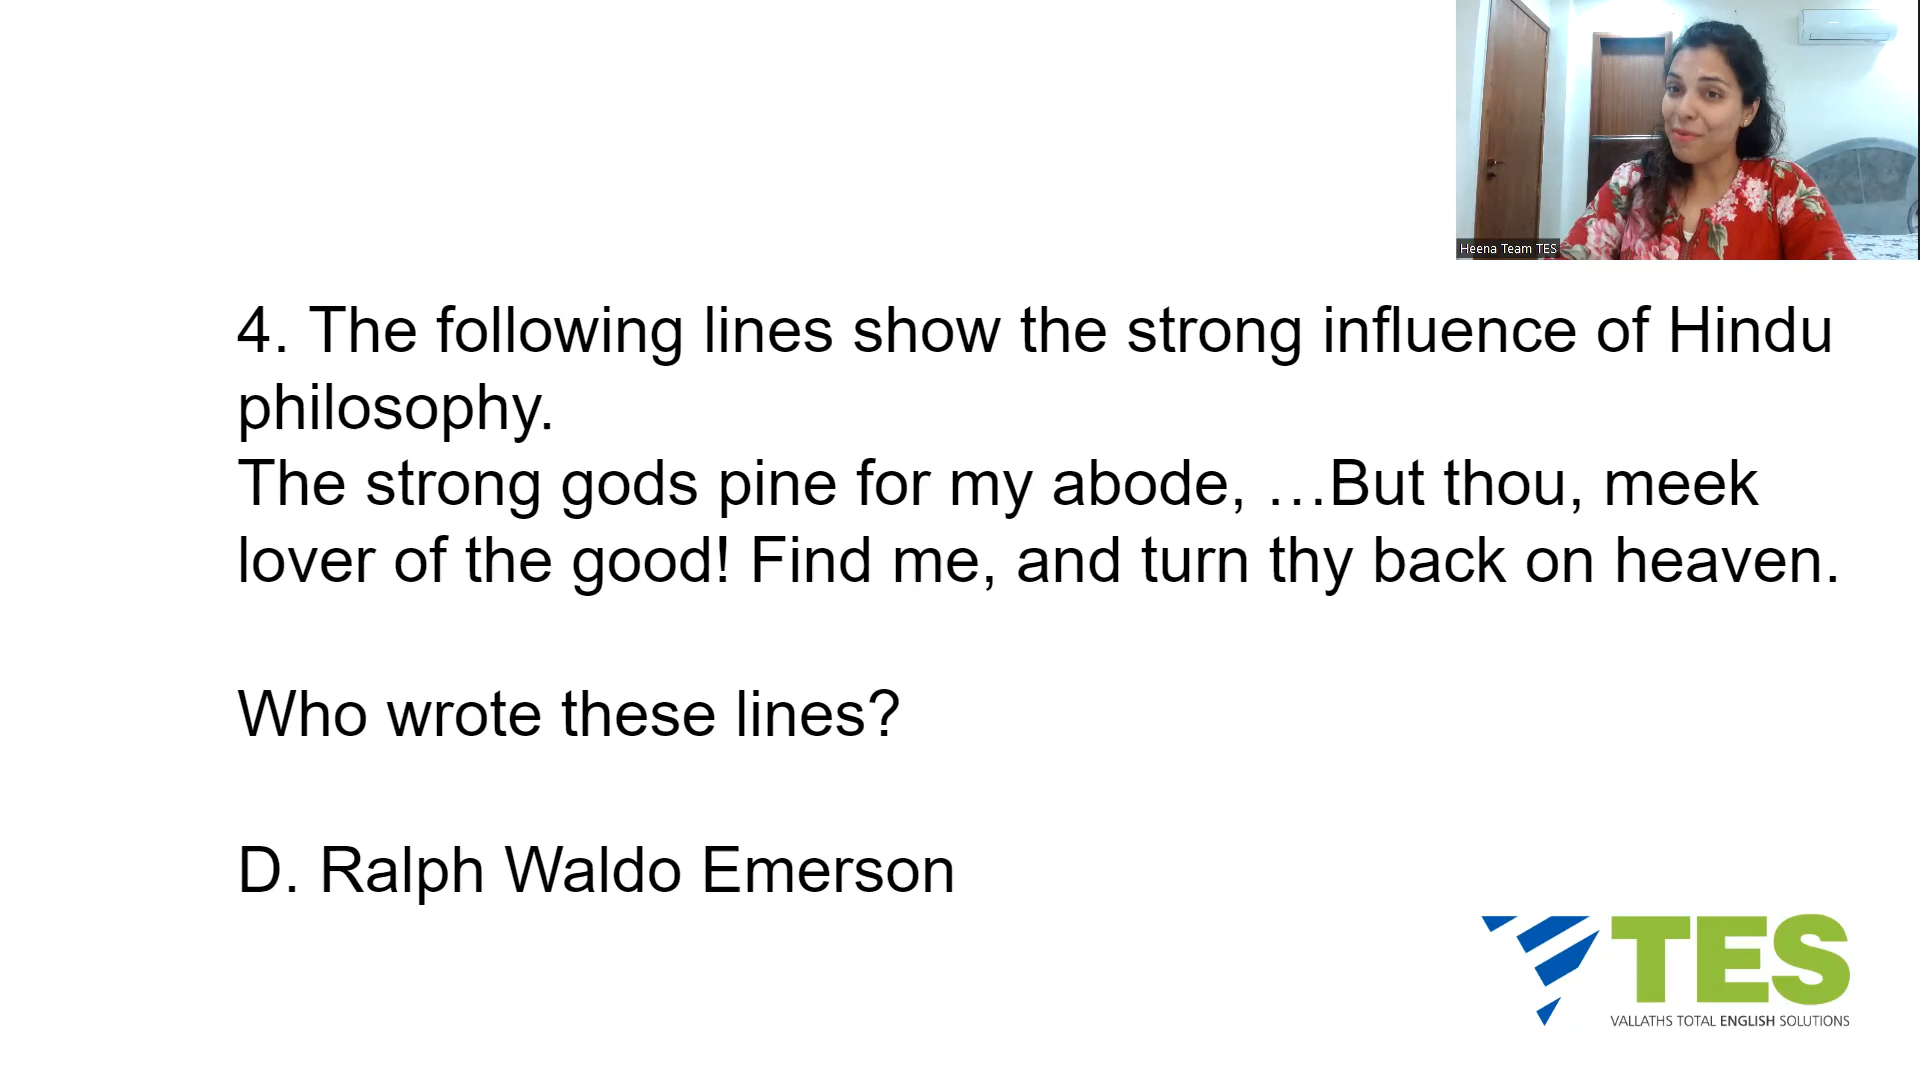 Heena Team TES
4. The following lines show the strong influence of Hindu
philosophy.
The strong gods pine for my abode, …But thou, meek
lover of the good! Find me, and turn thy back on heaven.
Who wrote these lines?
D. Ralph Waldo Emerson
TES
VALLATHS TOTAL ENGLISH SOLUTIONS